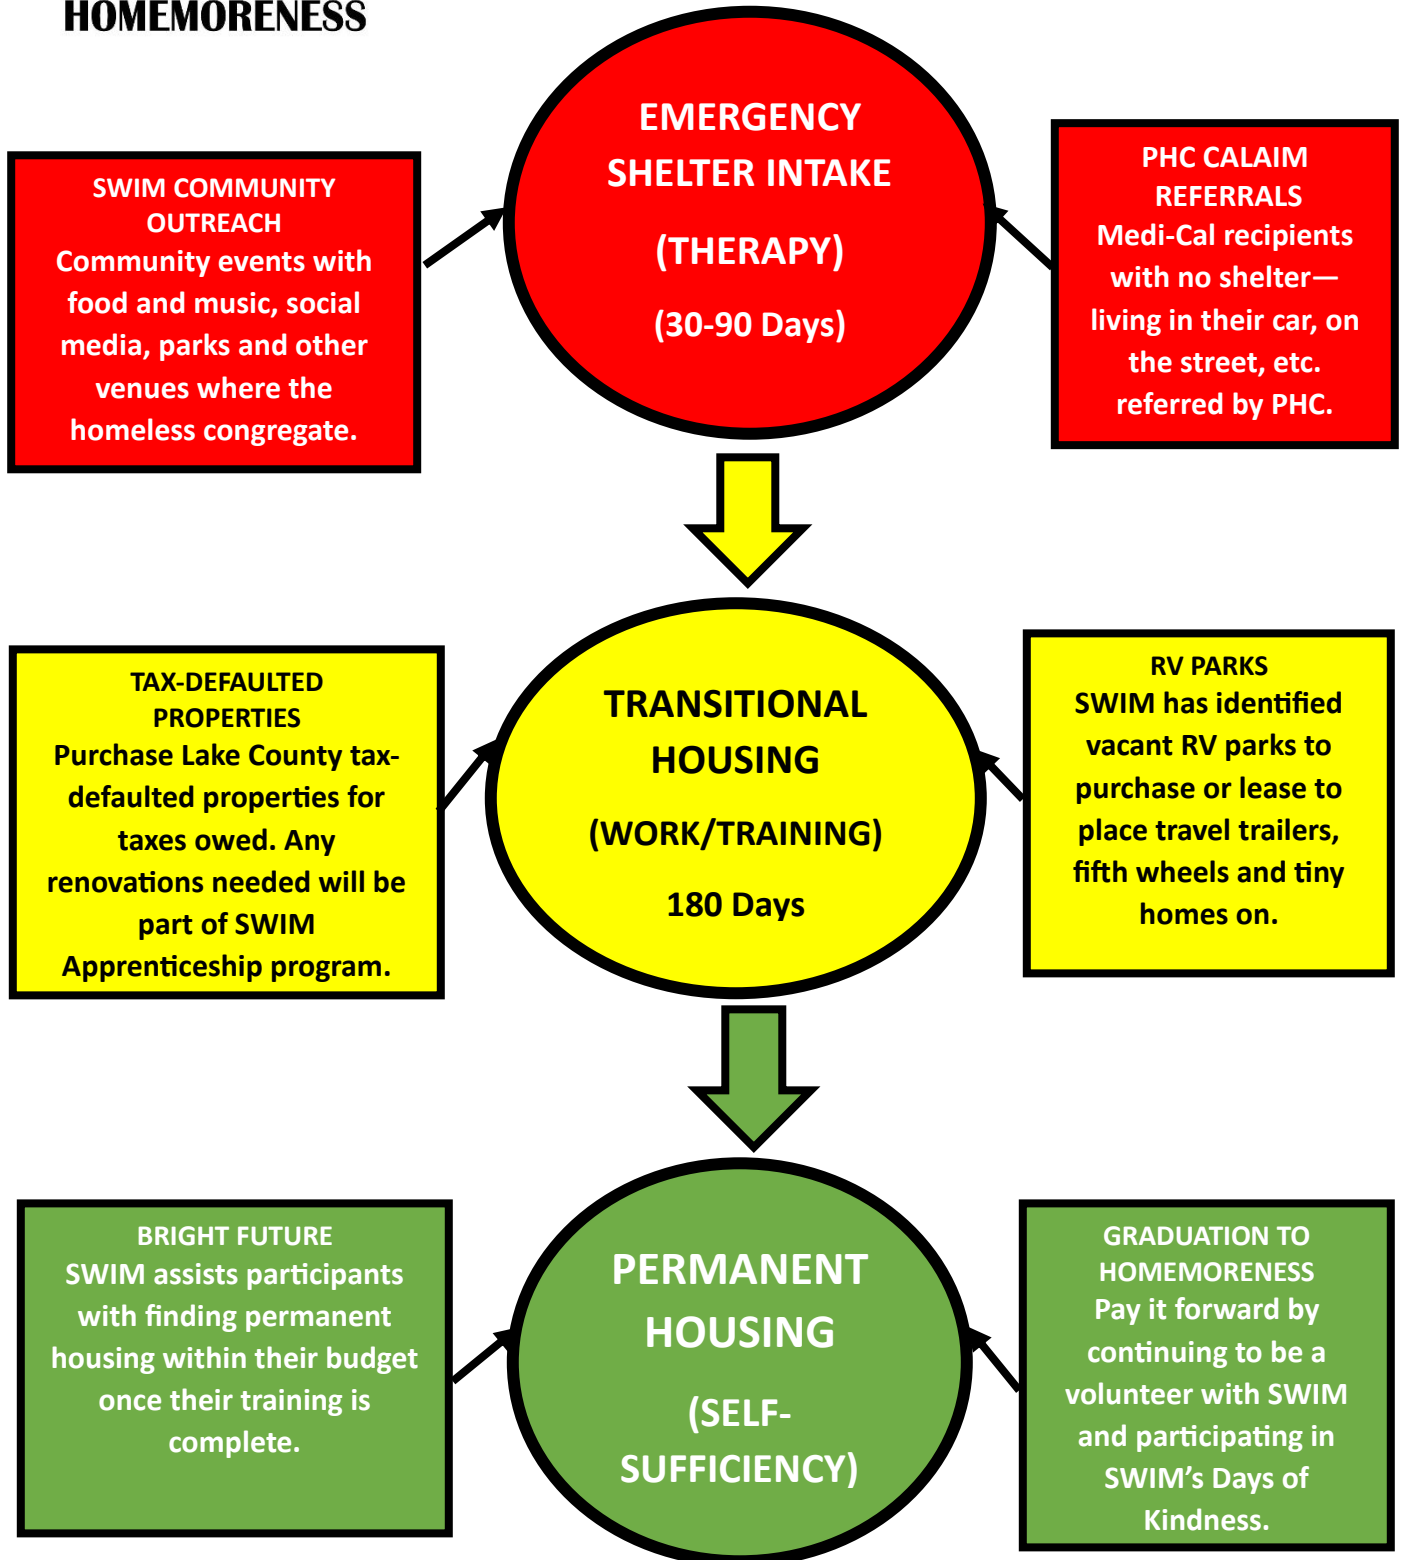 HOMEMORENESS
EMERGENCY
SHELTER INTAKE
(THERAPY)
(30-90 Days)
SWIM COMMUNITY
OUTREACH
Community events with
food and music, social
media, parks and other
venues where the
homeless congregate.
PHC CALAIM
REFERRALS
Medi-Cal recipients
with no shelter—
living in their car, on
the street, etc.
referred by PHC.
TAX-DEFAULTED
PROPERTIES
Purchase Lake County tax-
defaulted properties for
taxes owed. Any
renovations needed will be
part of SWIM
Apprenticeship program.
TRANSITIONAL
HOUSING
(WORK/TRAINING)
180 Days
RV PARKS
SWIM has identified
vacant RV parks to
purchase or lease to
place travel trailers,
fifth wheels and tiny
homes on.
BRIGHT FUTURE
SWIM assists participants
with finding permanent
housing within their budget
once their training is
complete.
PERMANENT
HOUSING
(SELF-
SUFFICIENCY)
GRADUATION TO
HOMEMORENESS
Pay it forward by
continuing to be a
volunteer with SWIM
and participating in
SWIM’s Days of
Kindness.